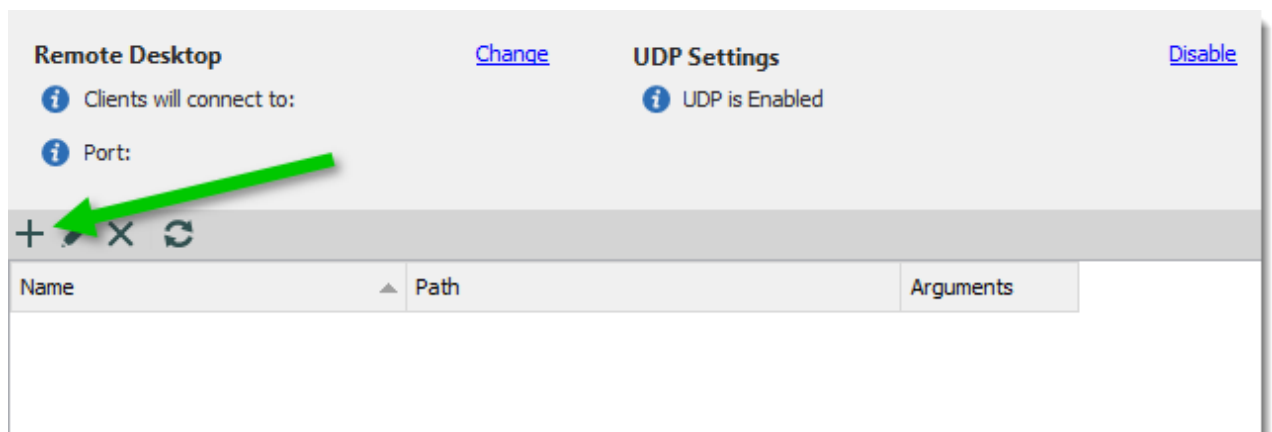 Remote Desktop Change
Clients will connect to:
Port:
UDP Settings Disable
UDP is Enabled
Name Path Arguments